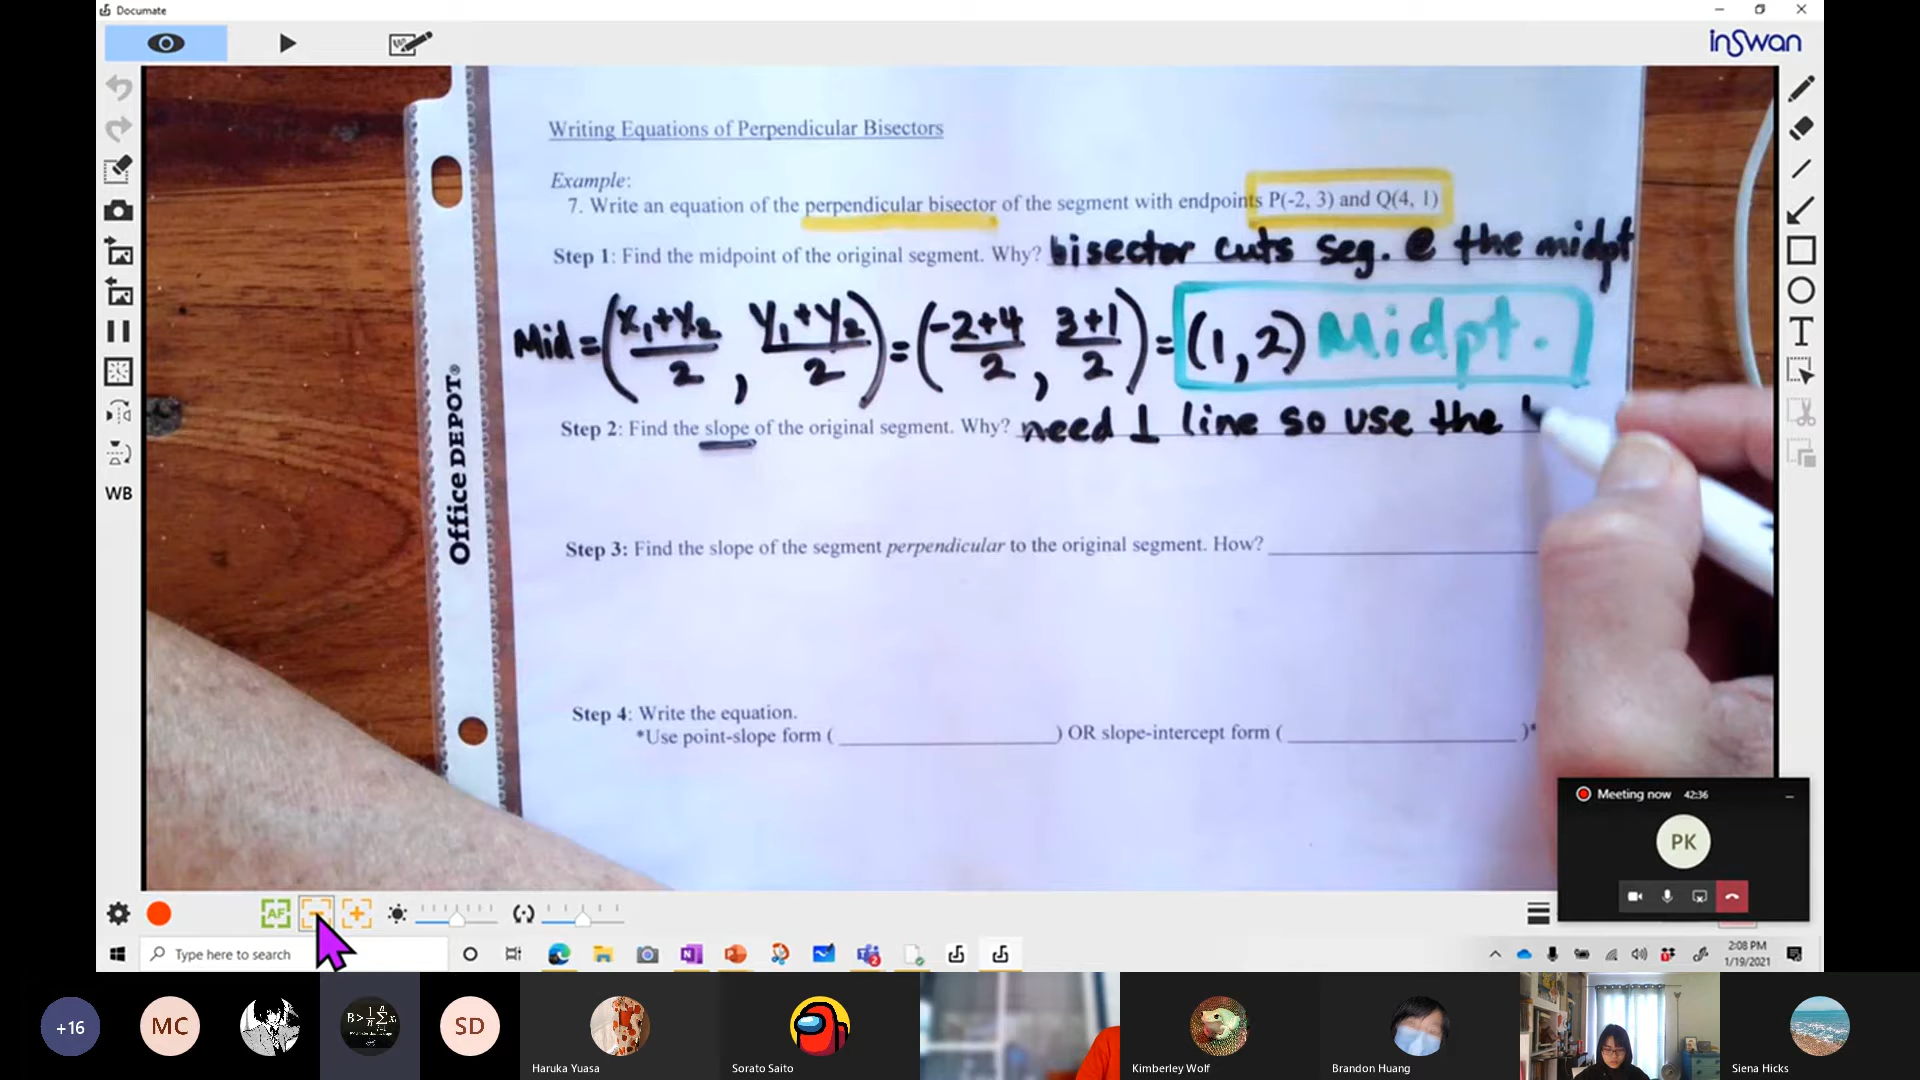 Documate
inswan
Writing Equations of Perpendicular Bisectors
Example:
7. Write an equation of the perpendicular bisector of the segment with endpoints P(-2, 3) and Q(4, 1)
Step 1: Find the midpoint of the original segment. Why? bisector cuts seg. @ the midpt
Mid = (x₁+x₂/2, y₁+y₂/2) = (-2+4/2, 3+1/2) = (1,2) Midpt.
Step 2: Find the slope of the original segment. Why? need ⊥ line so use the
Office DEPOT®
Step 3: Find the slope of the segment perpendicular to the original segment. How?
Step 4: Write the equation.
*Use point-slope form ( ____________ ) OR slope-intercept form ( ____________ )*
WB
T
Meeting now 42:36
PK
AF
Type here to search
2:08 PM
1/19/2021
+16
MC
SD
Haruka Yuasa
Sorato Saito
Kimberley Wolf
Brandon Huang
Siena Hicks